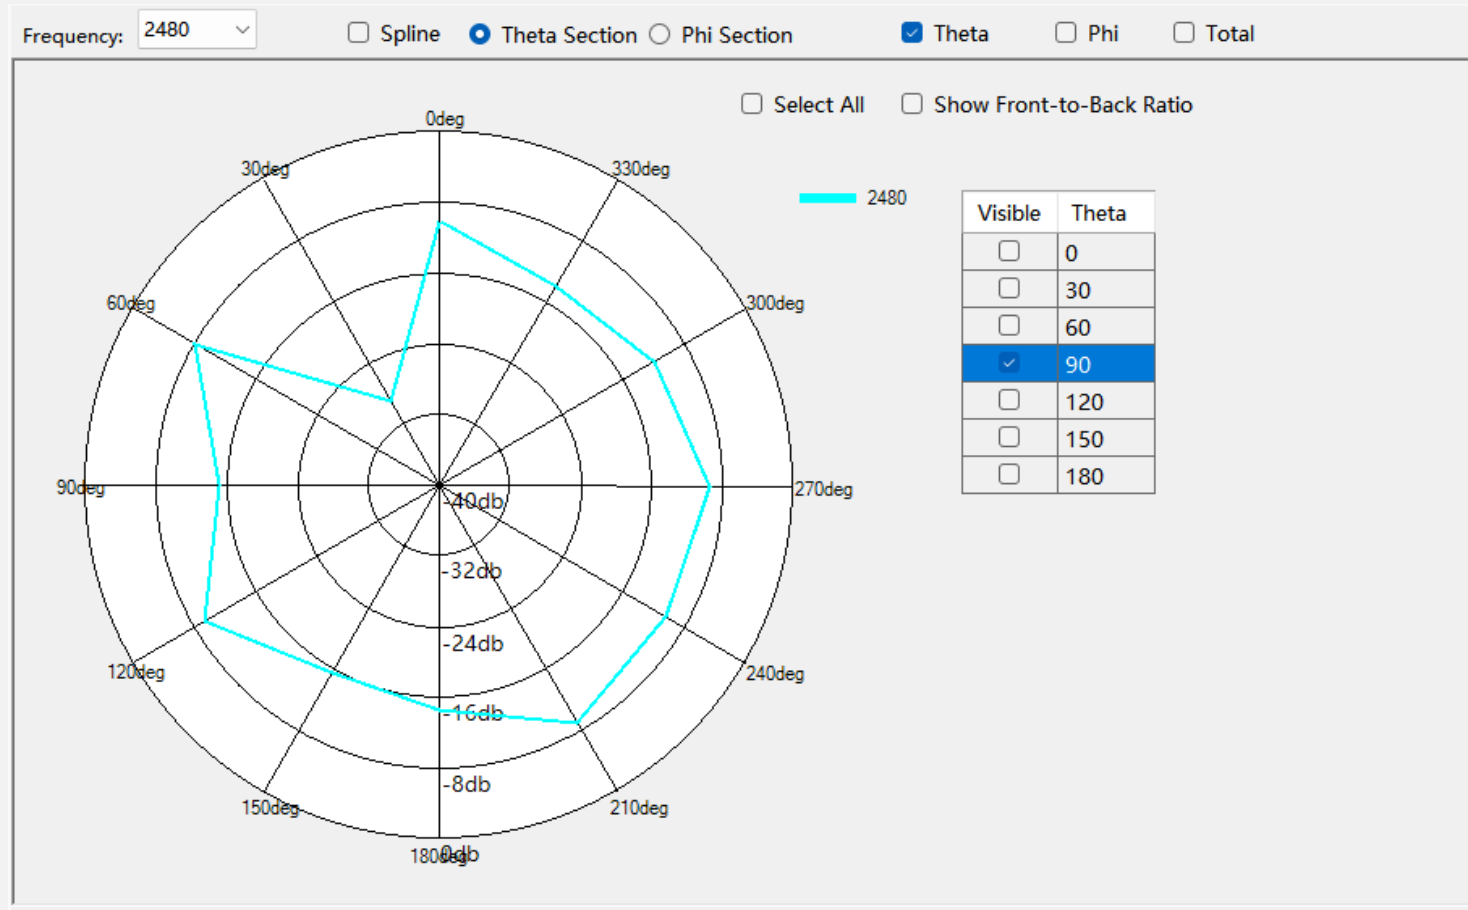 Frequency: 2480 Spline Theta Section Phi Section Theta Phi Total
Select All Show Front-to-Back Ratio
0deg
30deg
330deg
2480
Visible Theta
0
30
60
90
120
150
180
60deg
300deg
90deg
270deg
-40db
-32db
-24db
120deg
240deg
-16db
-8db
150deg
210deg
180deg
0db